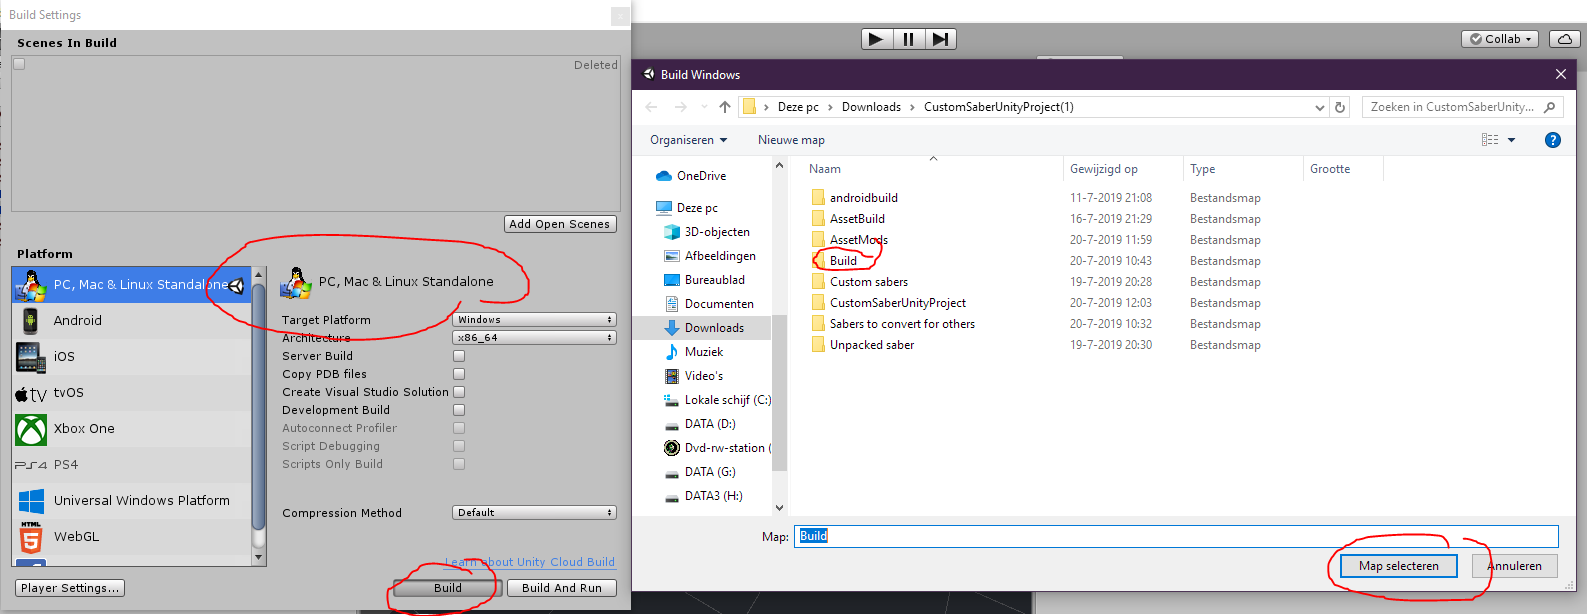 Build Settings
Scenes In Build
Deleted
Add Open Scenes
Platform
PC, Mac & Linux Standalone
Android
iOS
tvOS
Xbox One
PS4
Universal Windows Platform
HTML
WebGL
Player Settings...
PC, Mac & Linux Standalone
Target Platform Windows
Architecture x86_64
Server Build
Copy PDB files
Create Visual Studio Solution
Development Build
Autoconnect Profiler
Script Debugging
Scripts Only Build
Compression Method Default
Learn about Unity Cloud Build
Build Build And Run
Collab
Build Windows
Deze pc > Downloads > CustomSaberUnityProject(1)
Zoeken in CustomSaberUnity...
Organiseren Nieuwe map
OneDrive
Deze pc
3D-objecten
Afbeeldingen
Bureaublad
Documenten
Downloads
Muziek
Video's
Lokale schijf (C:)
DATA (D:)
Dvd-rw-station (
DATA (G:)
DATA3 (H:)
Naam Gewijzigd op Type Grootte
androidbuild 11-7-2019 21:08 Bestandsmap
AssetBuild 16-7-2019 21:29 Bestandsmap
AssetMods 20-7-2019 11:59 Bestandsmap
Build 20-7-2019 10:43 Bestandsmap
Custom sabers 19-7-2019 20:28 Bestandsmap
CustomSaberUnityProject 20-7-2019 12:03 Bestandsmap
Sabers to convert for others 20-7-2019 10:32 Bestandsmap
Unpacked saber 19-7-2019 20:30 Bestandsmap
Map: Build
Map selecteren Annuleren